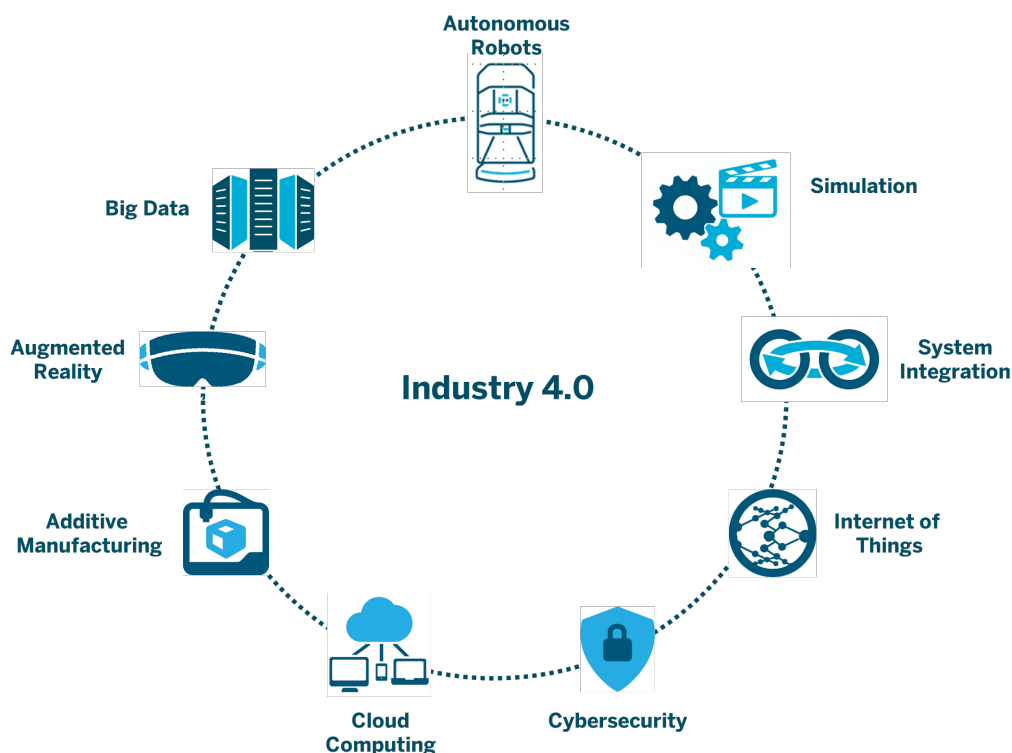 Autonomous
Robots
Simulation
Big Data
System
Integration
Augmented
Reality
Industry 4.0
Internet of
Things
Additive
Manufacturing
Cybersecurity
Cloud
Computing